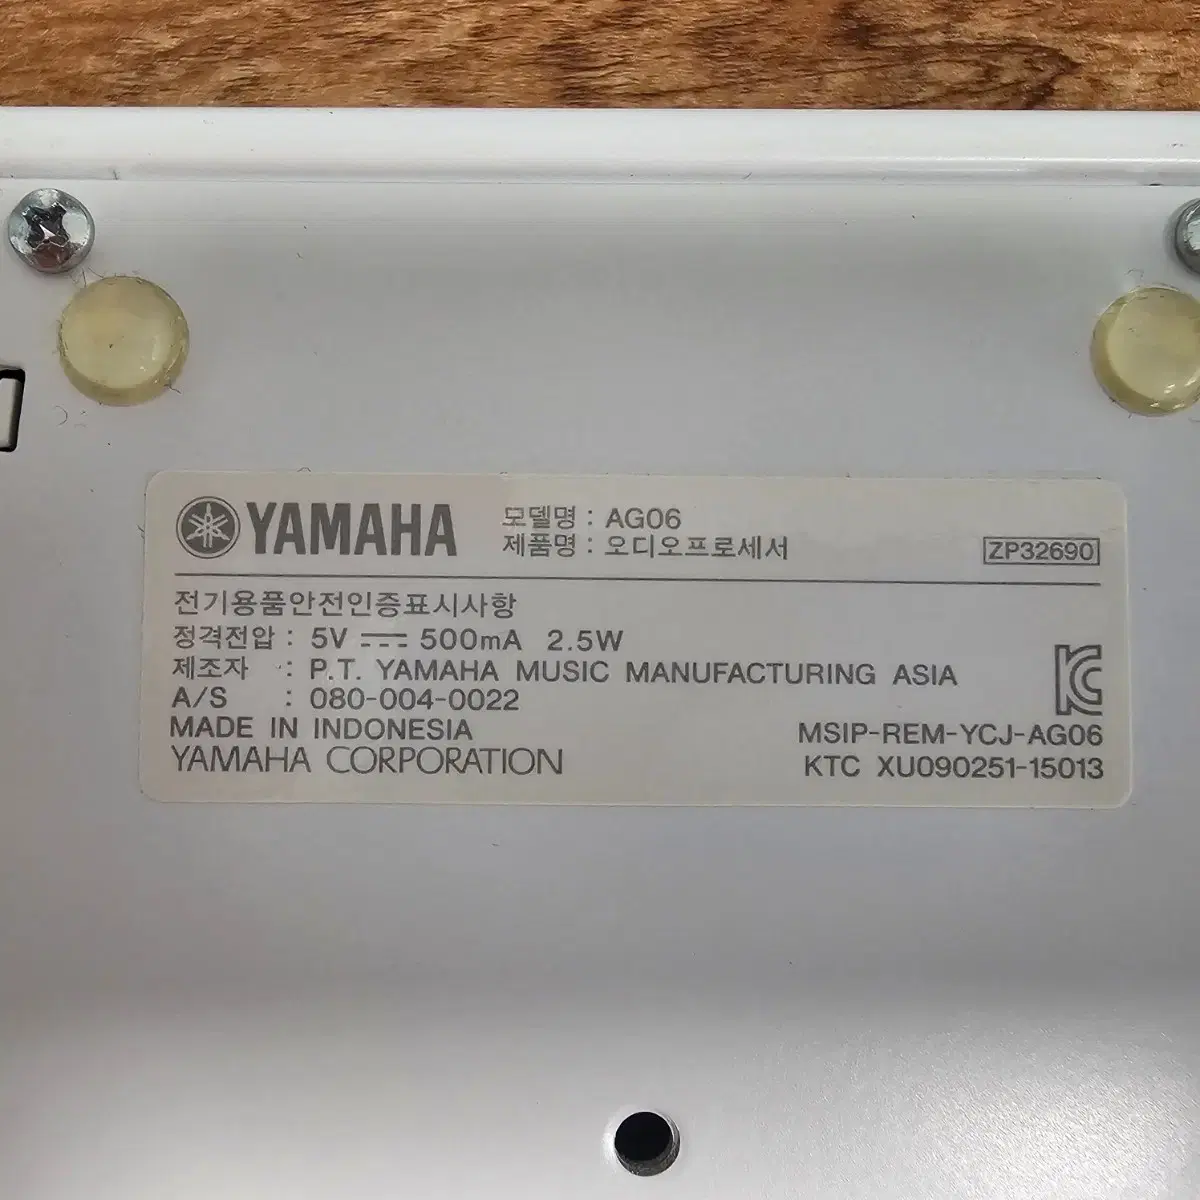 YAMAHA
모델명 : AG06
제품명 : 오디오프로세서
ZP32690
전기용품안전인증표시사항
정격전압 : 5V ⎓ 500mA 2.5W
제조자 : P.T. YAMAHA MUSIC MANUFACTURING ASIA
A/S : 080-004-0022
MADE IN INDONESIA
YAMAHA CORPORATION
KC
MSIP-REM-YCJ-AG06
KTC XU090251-15013